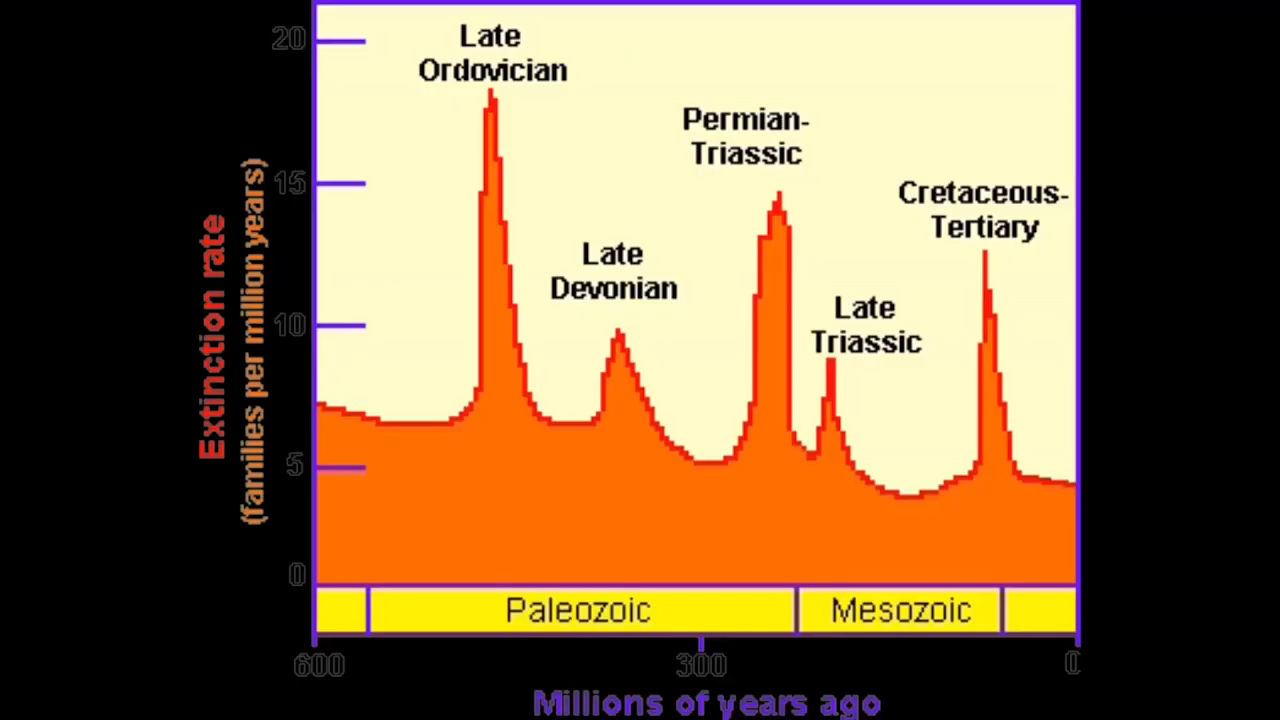 20
Late
Ordovician
Permian-
Triassic
15
Cretaceous-
Tertiary
Extinction rate
(families per million years)
Late
Devonian
10
Late
Triassic
5
0
Paleozoic
Mesozoic
600
300
0
Millions of years ago